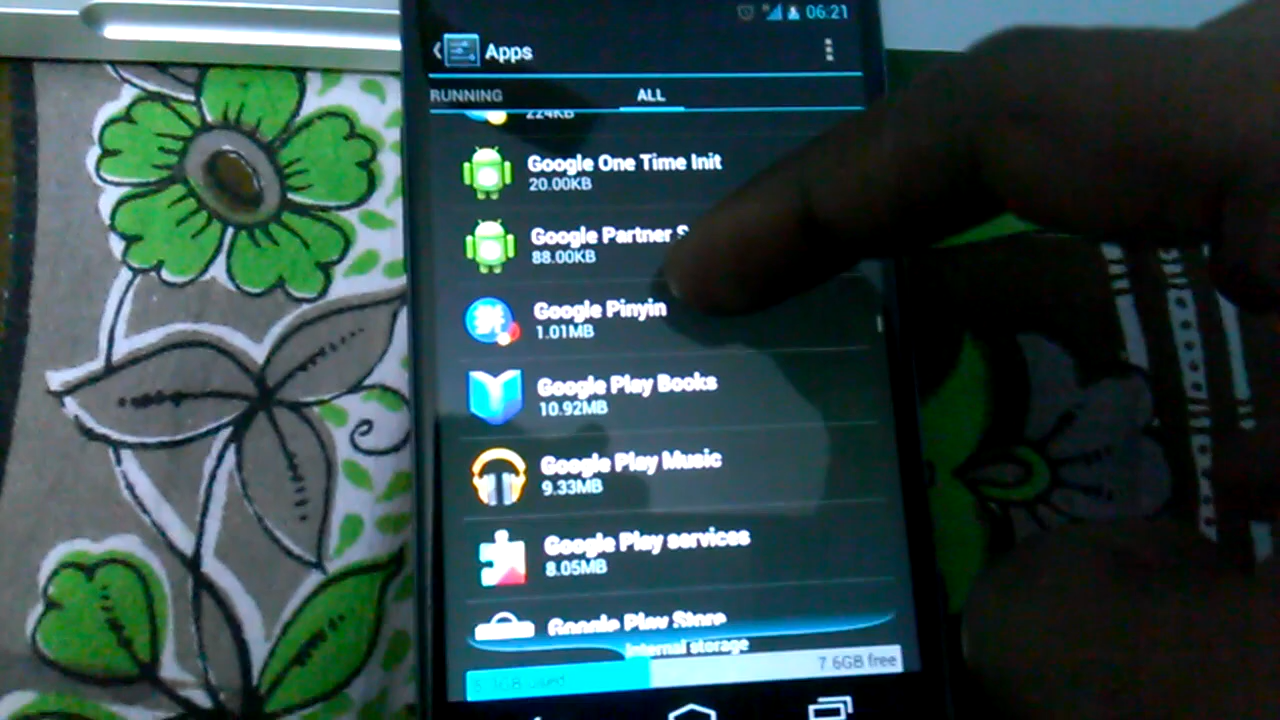 06:21
Apps
RUNNING
ALL
224KB
Google One Time Init
20.00KB
Google Partner S
88.00KB
Google Pinyin
1.01MB
Google Play Books
10.92MB
Google Play Music
9.33MB
Google Play services
8.05MB
Google Play Store
Internal storage
used
7.6GB free